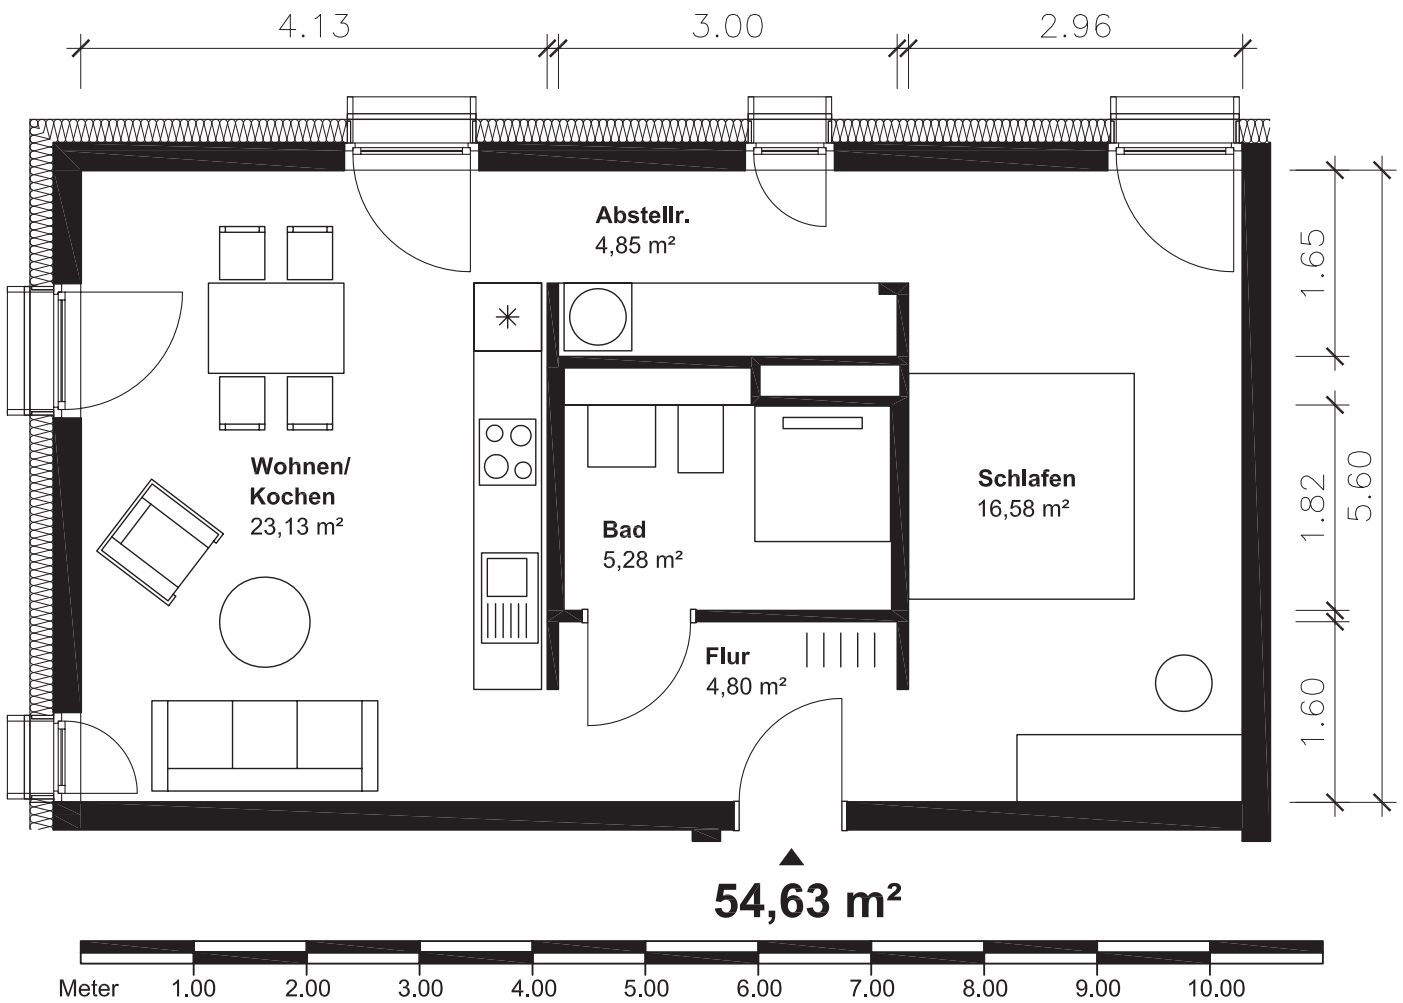 4.13 3.00 2.96
Abstellr.
4,85 m²
1.65
Wohnen/
Kochen
23,13 m²
Schlafen
16,58 m²
1.82
5.60
Bad
5,28 m²
Flur
4,80 m²
1.60
54,63 m²
Meter 1.00 2.00 3.00 4.00 5.00 6.00 7.00 8.00 9.00 10.00